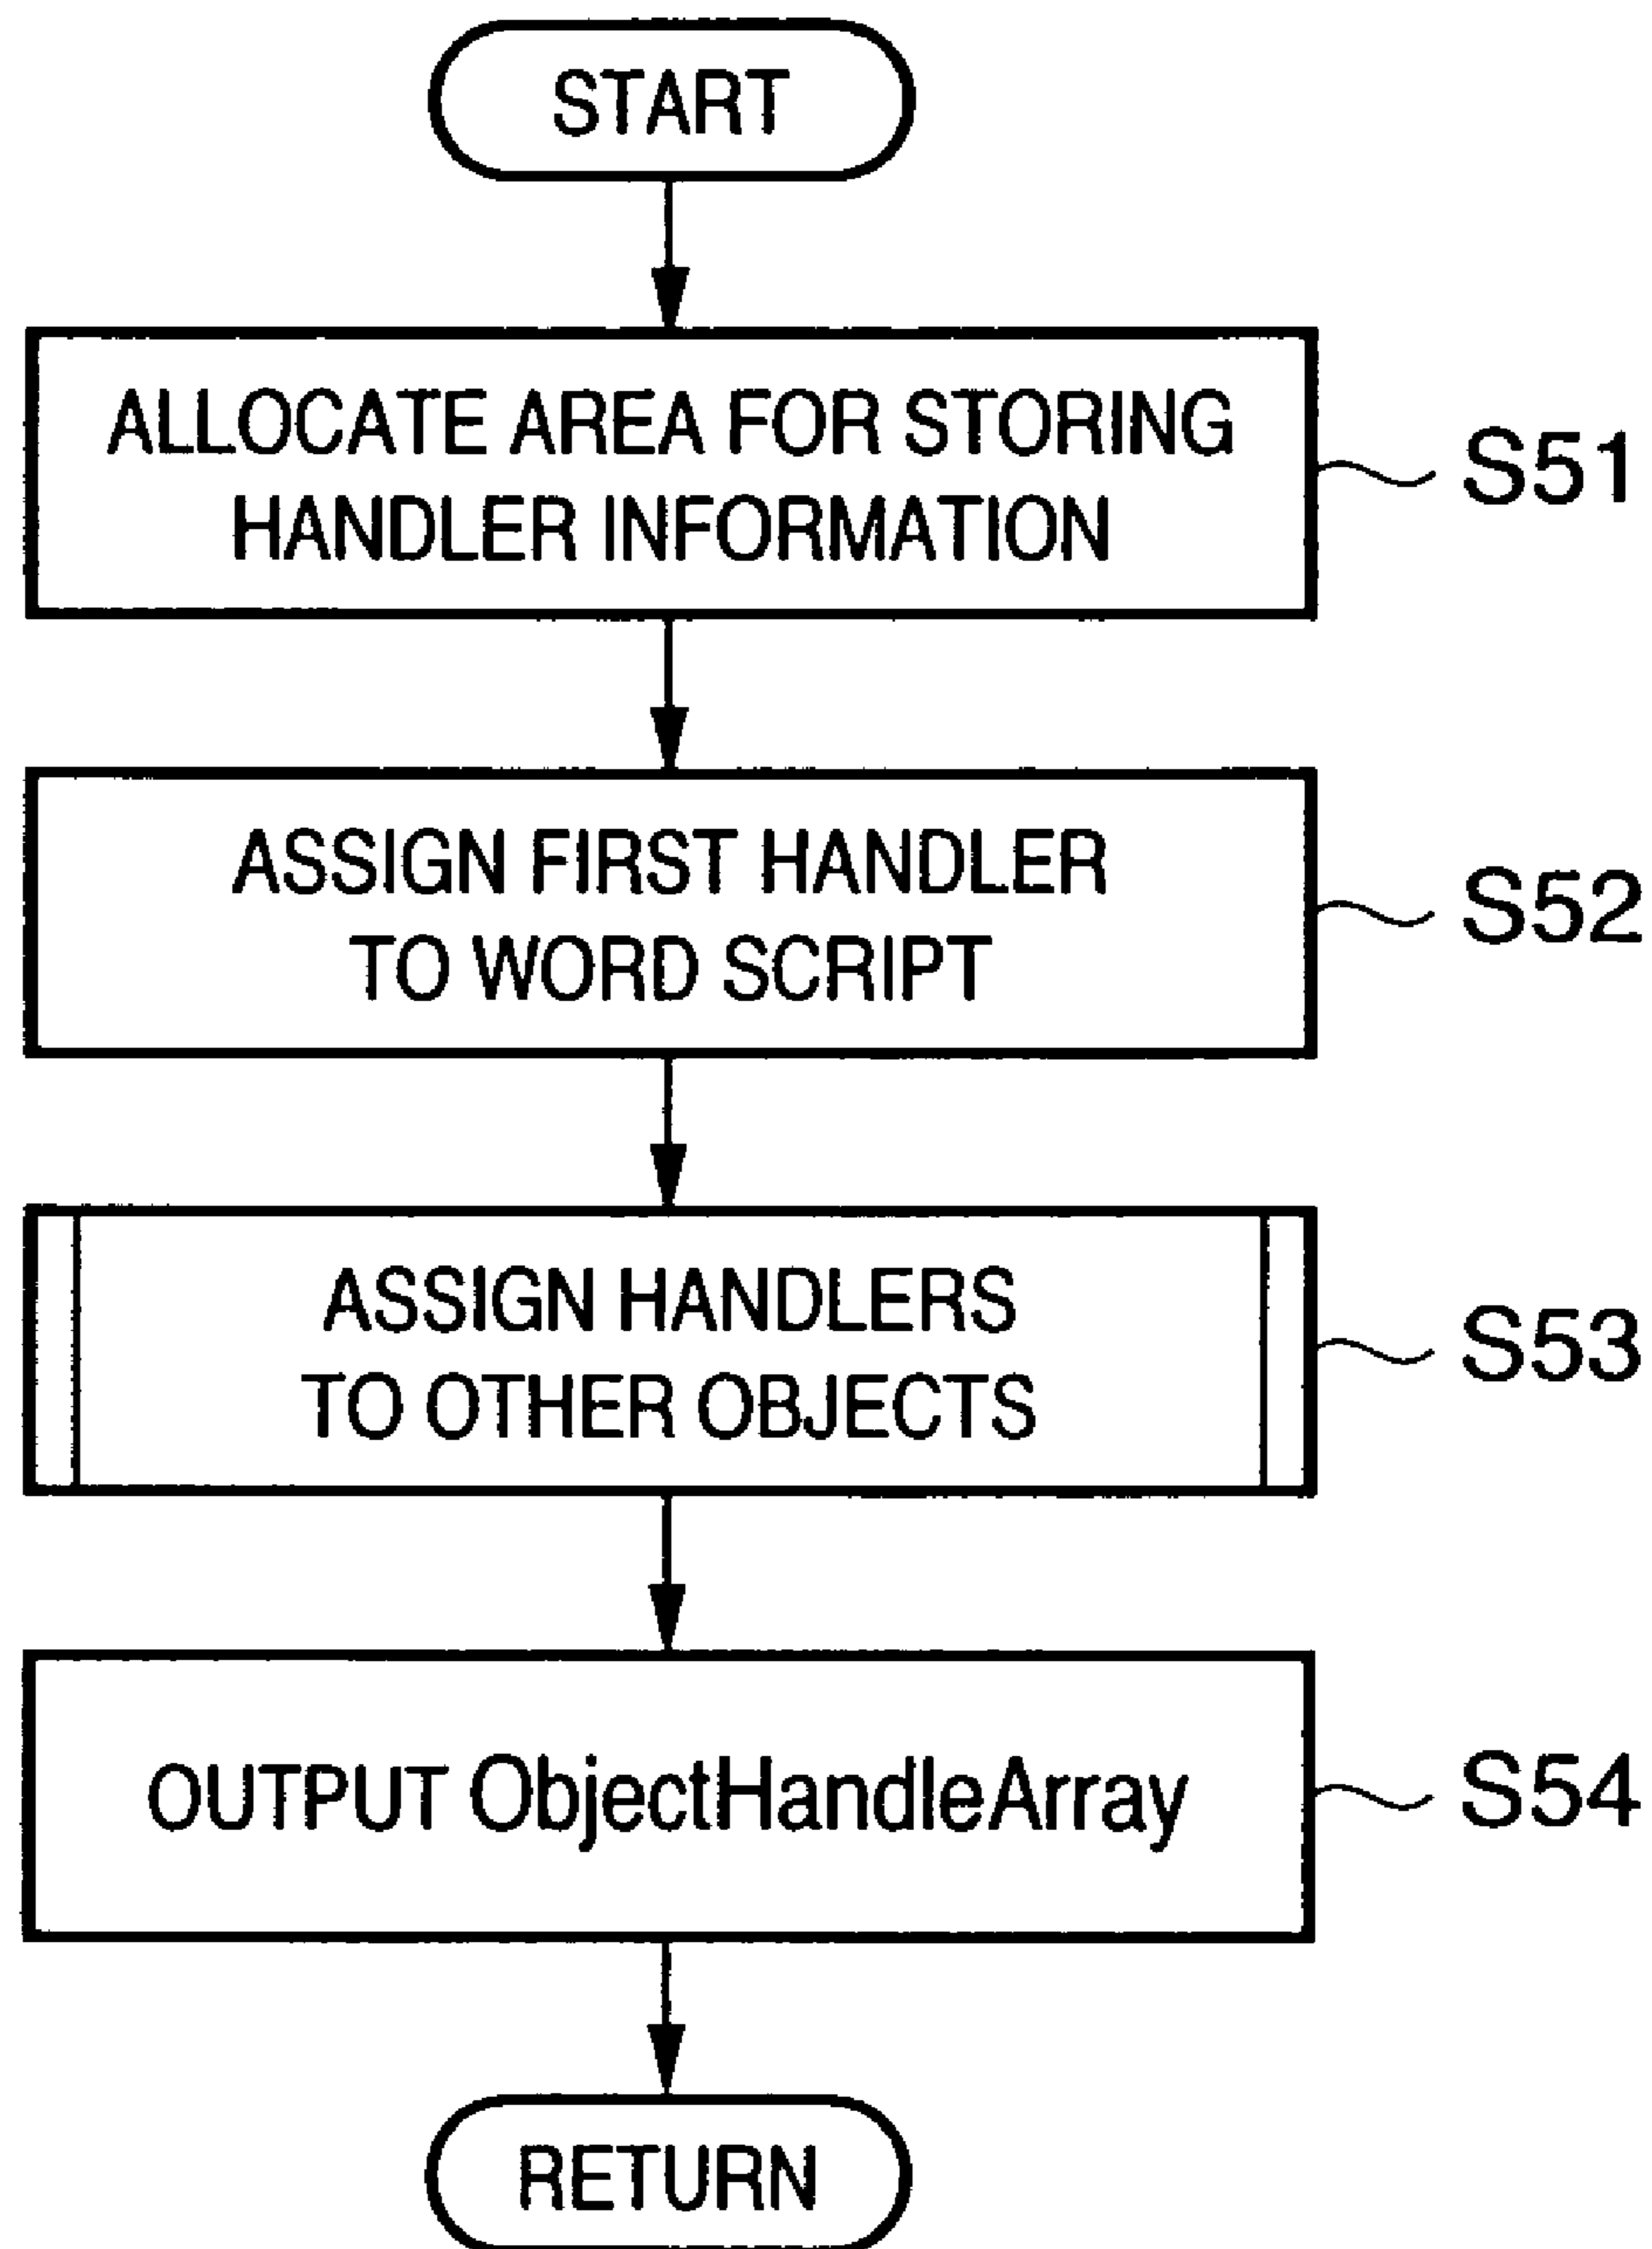 START
ALLOCATE AREA FOR STORING
HANDLER INFORMATION
S51
ASSIGN FIRST HANDLER
TO WORD SCRIPT
S52
ASSIGN HANDLERS
TO OTHER OBJECTS
S53
OUTPUT ObjectHandleArray
S54
RETURN